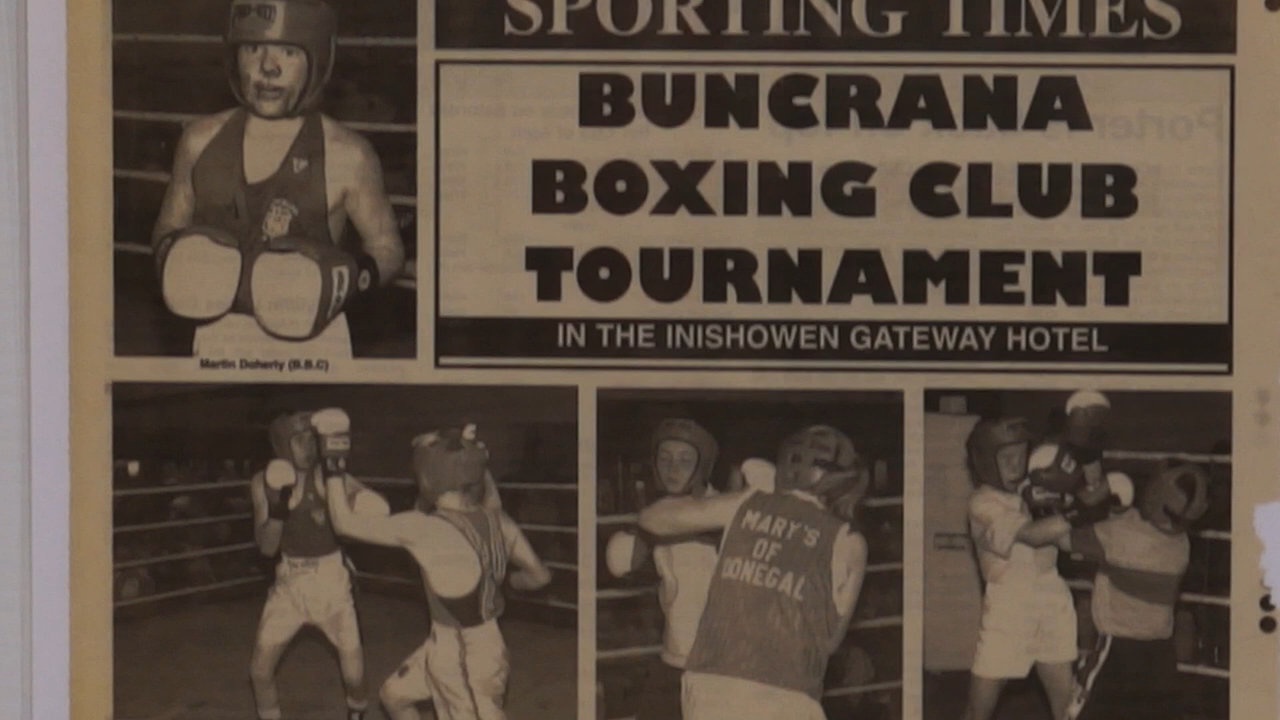 SPORTING TIMES
BUNCRANA
BOXING CLUB
TOURNAMENT
IN THE INISHOWEN GATEWAY HOTEL
Martin Doherty (B.B.C)
MARY'S
OF
DONEGAL